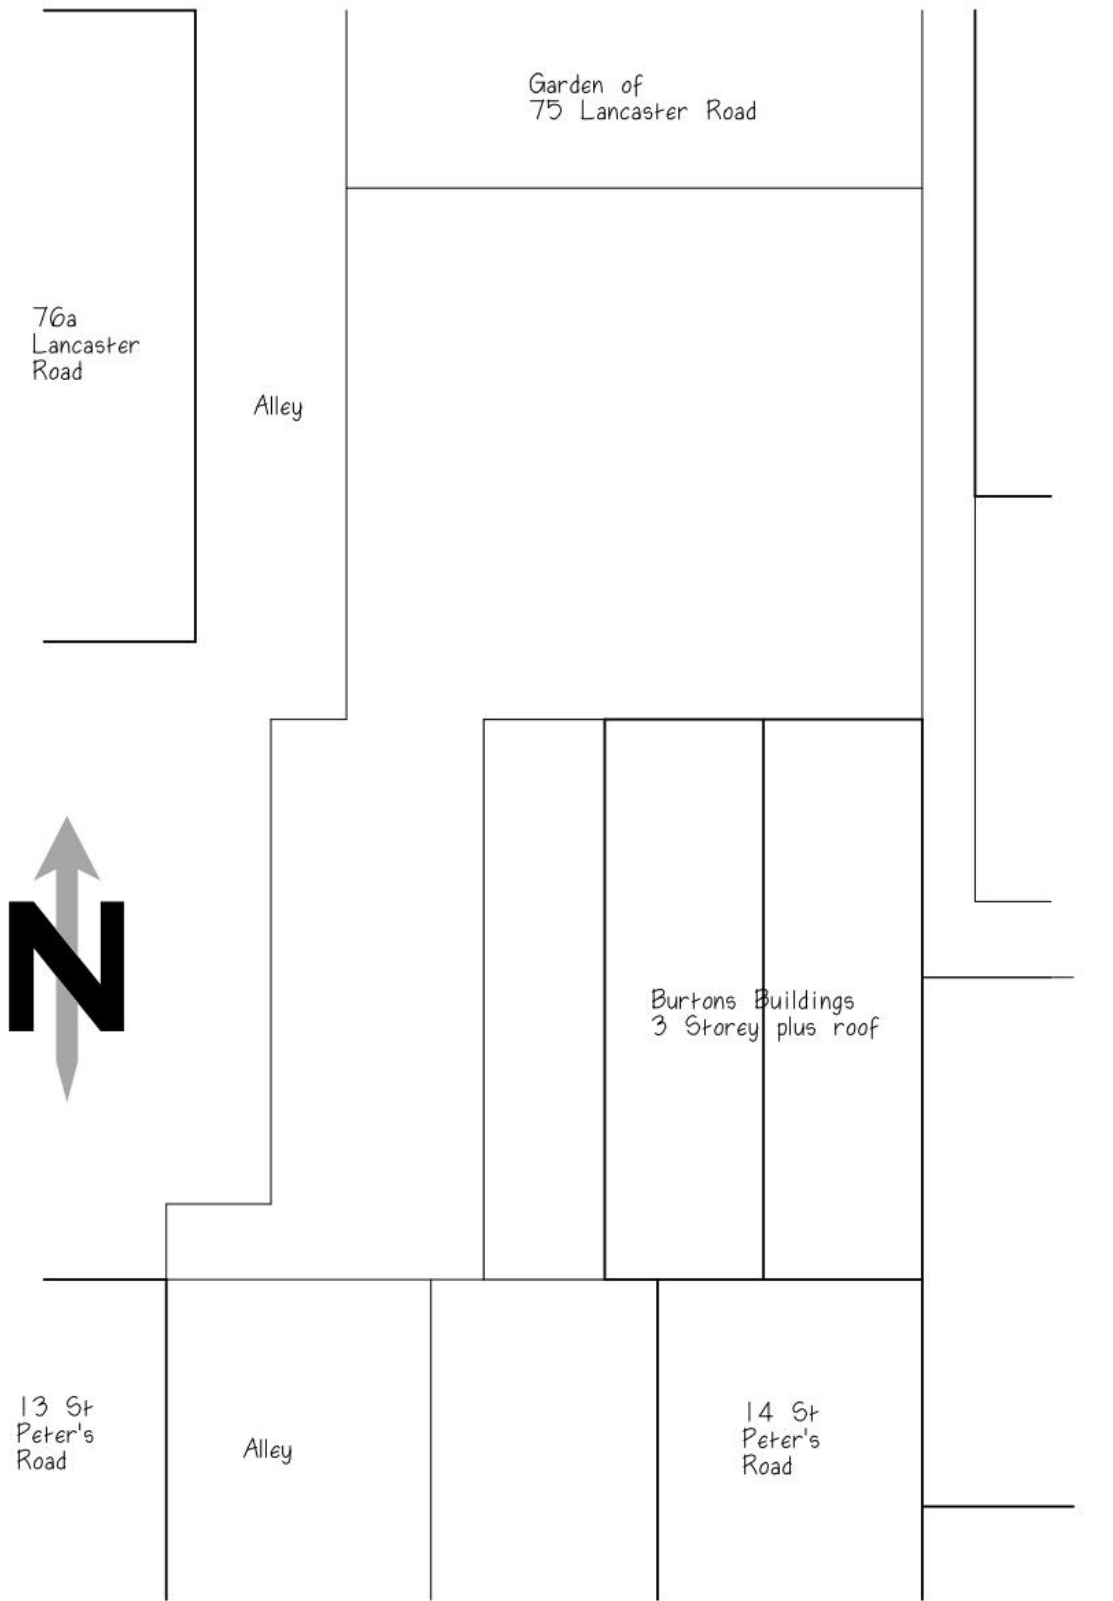 Garden of
75 Lancaster Road
76a
Lancaster
Road
Alley
N
Burtons Buildings
3 Storey plus roof
13 St
Peter's
Road
Alley
14 St
Peter's
Road